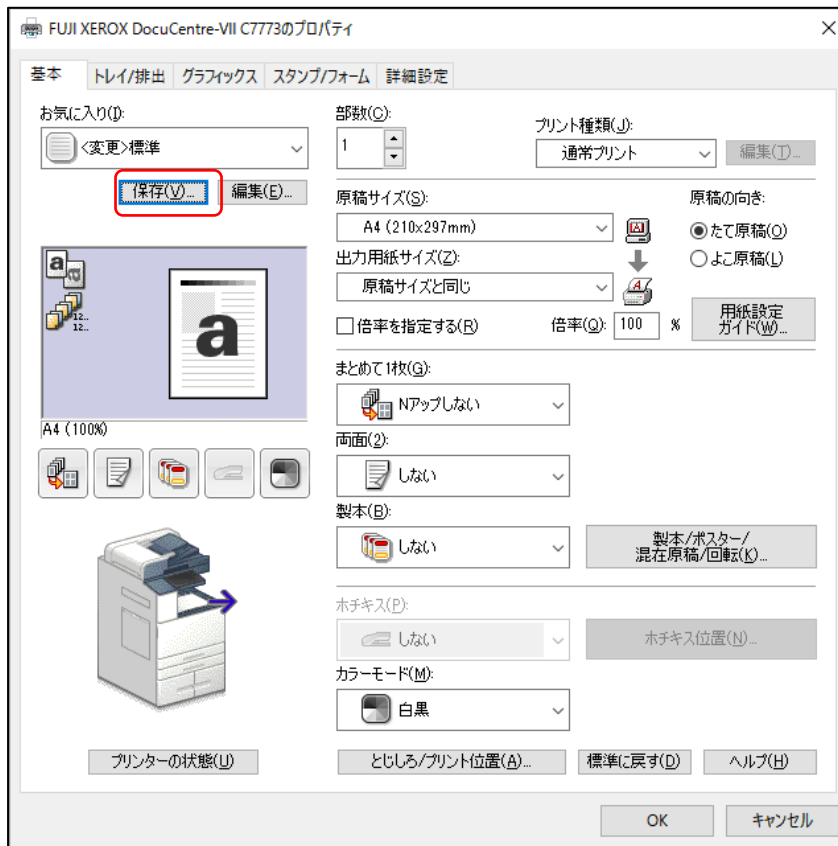 FUJI XEROX DocuCentre-VII C7773のプロパティ
基本 トレイ/排出 グラフィックス スタンプ/フォーム 詳細設定
お気に入り(I):
<変更>標準
保存(V)... 編集(E)...
a
12..
12..
a
A4 (100%)
プリンターの状態(U)
部数(C):
1
プリント種類(J):
通常プリント 編集(T)...
原稿サイズ(S):
A4 (210x297mm)
出力用紙サイズ(Z):
原稿サイズと同じ
倍率を指定する(R) 倍率(Q): 100 %
原稿の向き:
たて原稿(O)
よこ原稿(L)
用紙設定
ガイド(W)...
まとめて1枚(G):
Nアップしない
両面(2):
しない
製本(B):
しない
製本/ポスター/
混在原稿/回転(K)...
ホチキス(P):
しない ホチキス位置(N)...
カラーモード(M):
白黒
とじしろ/プリント位置(A)... 標準に戻す(D) ヘルプ(H)
OK キャンセル